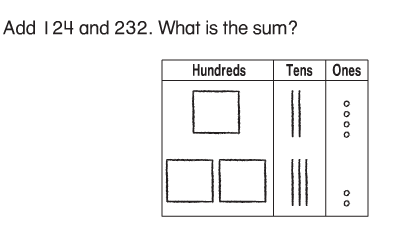 Add 124 and 232. What is the sum?
Hundreds Tens Ones